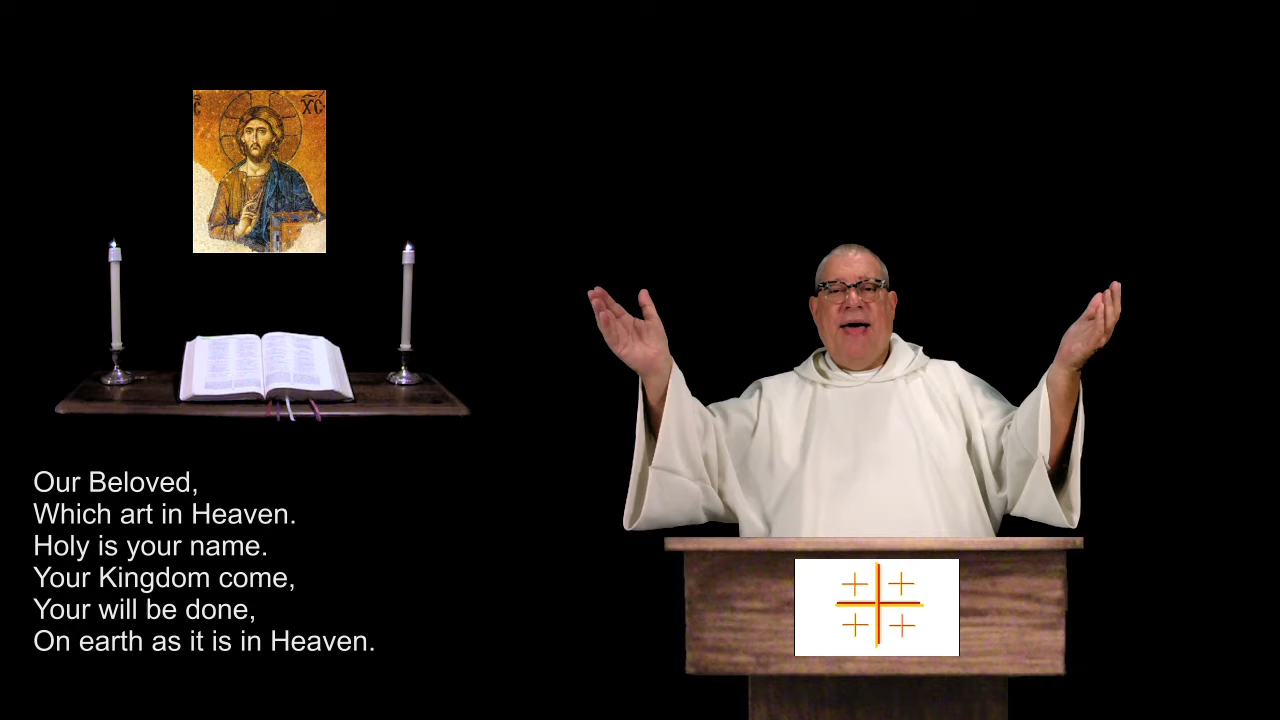 C
XC
Our Beloved,
Which art in Heaven.
Holy is your name.
Your Kingdom come,
Your will be done,
On earth as it is in Heaven.